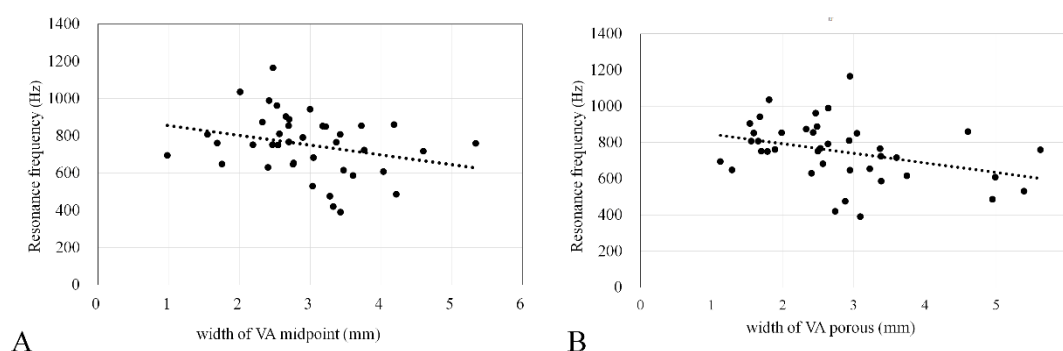 1400
1200
1000
800
600
400
200
0
Resonance frequency (Hz)
0 1 2 3 4 5 6
width of VA midpoint (mm)
A
1400
1200
1000
800
600
400
200
0
Resonance frequency (Hz)
0 1 2 3 4 5
width of VA porous (mm)
B